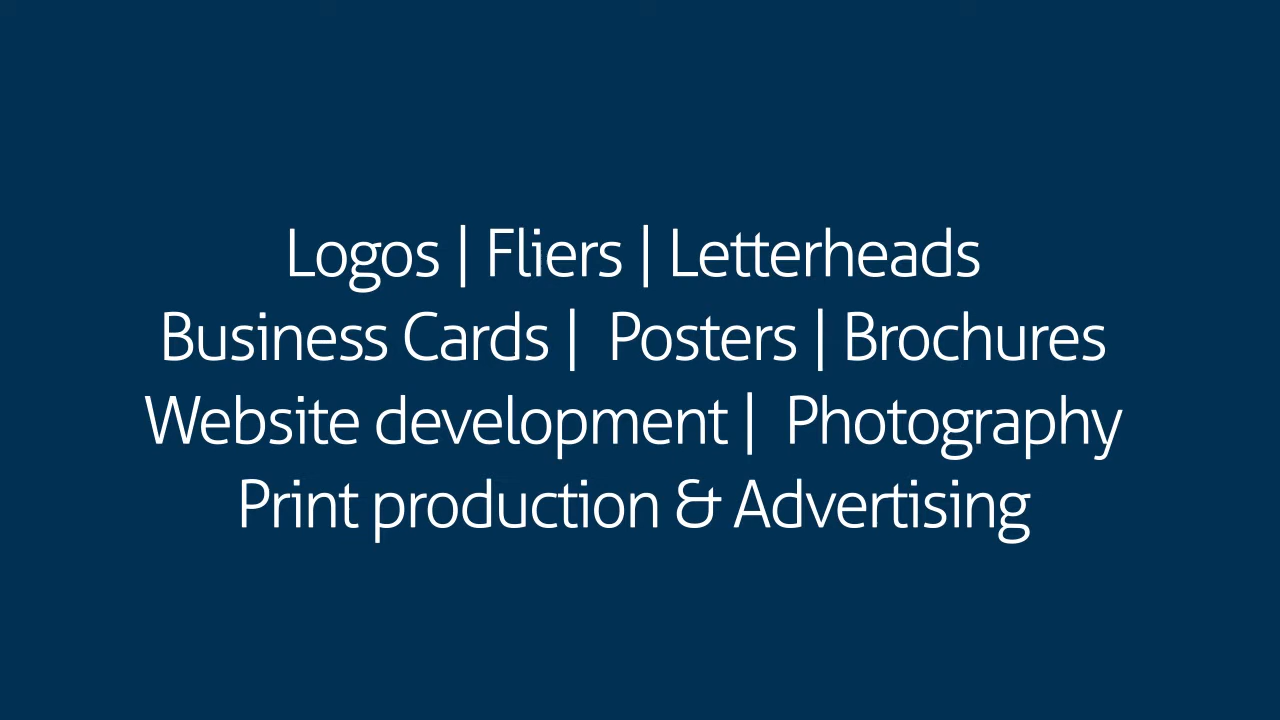 Logos | Fliers | Letterheads
Business Cards |  Posters | Brochures
Website development |  Photography
Print production & Advertising